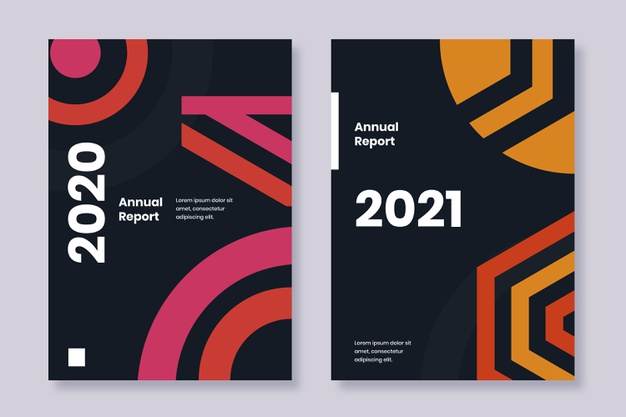 2020
Annual
Report
Lorem ipsum dolor sit
amet, consectetur
adipiscing elit.
Annual
Report
2021
Lorem ipsum dolor sit
amet, consectetur
adipiscing elit.